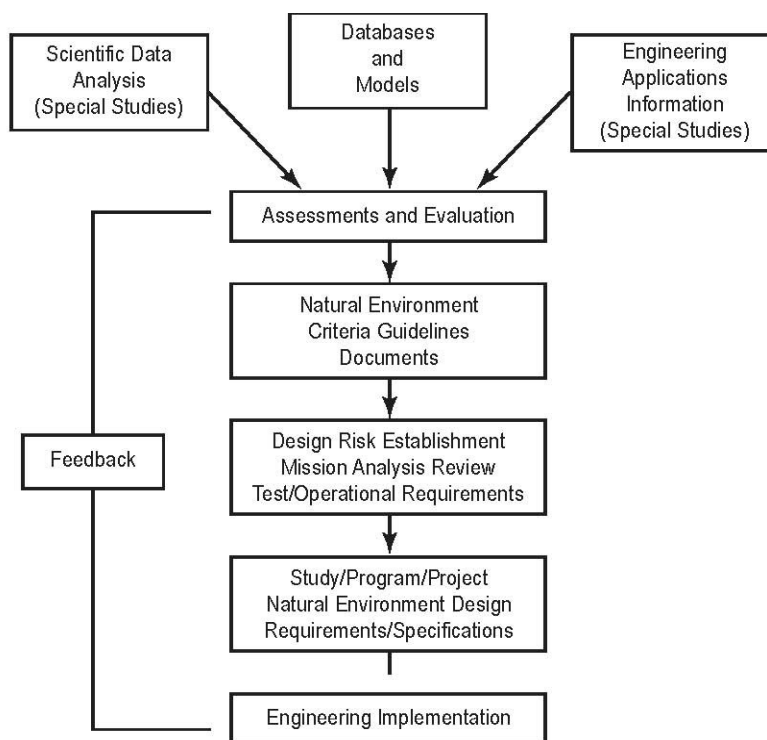 Scientific Data
Analysis
(Special Studies)
Databases
and
Models
Engineering
Applications
Information
(Special Studies)
Assessments and Evaluation
Natural Environment
Criteria Guidelines
Documents
Design Risk Establishment
Mission Analysis Review
Test/Operational Requirements
Feedback
Study/Program/Project
Natural Environment Design
Requirements/Specifications
Engineering Implementation